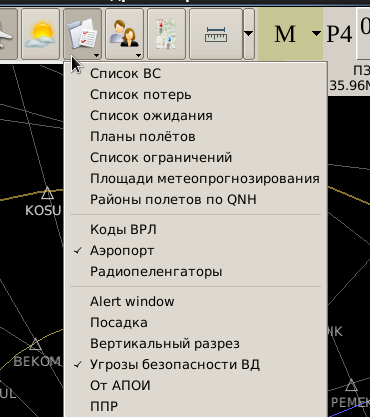 M P4
ПЗ
35.96N
Список ВС
Список потерь
Список ожидания
Планы полётов
Список ограничений
Площади метеопрогнозирования
Районы полетов по QNH
KOSU
Коды ВРЛ
✓ Аэропорт
Радиопеленгаторы
Alert window
Посадка
Вертикальный разрез
BEKOM
✓ Угрозы безопасности ВД
От АПОИ
UL
PEMEK
ППР